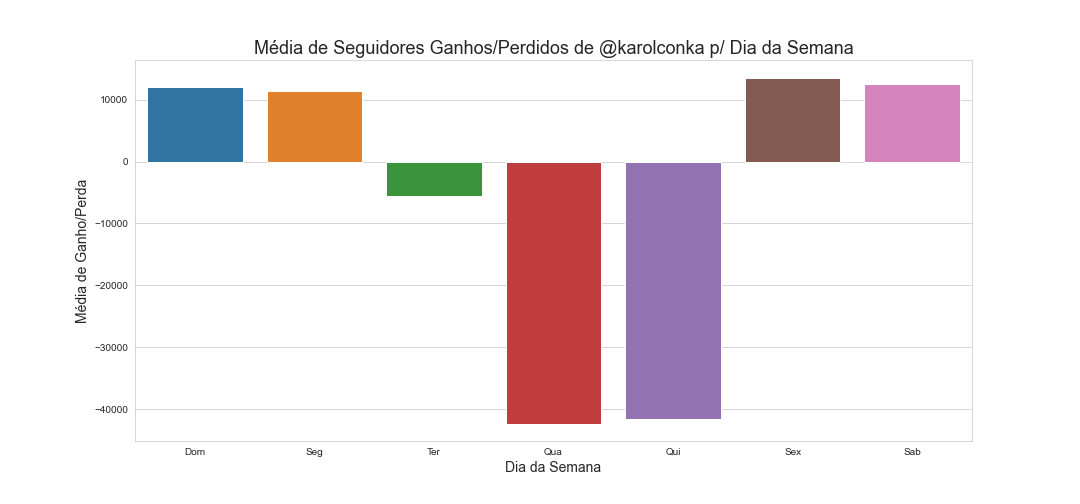 Média de Seguidores Ganhos/Perdidos de @karolconka p/ Dia da Semana
Média de Ganho/Perda
10000
0
−10000
−20000
−30000
−40000
Dom Seg Ter Qua Qui Sex Sab
Dia da Semana